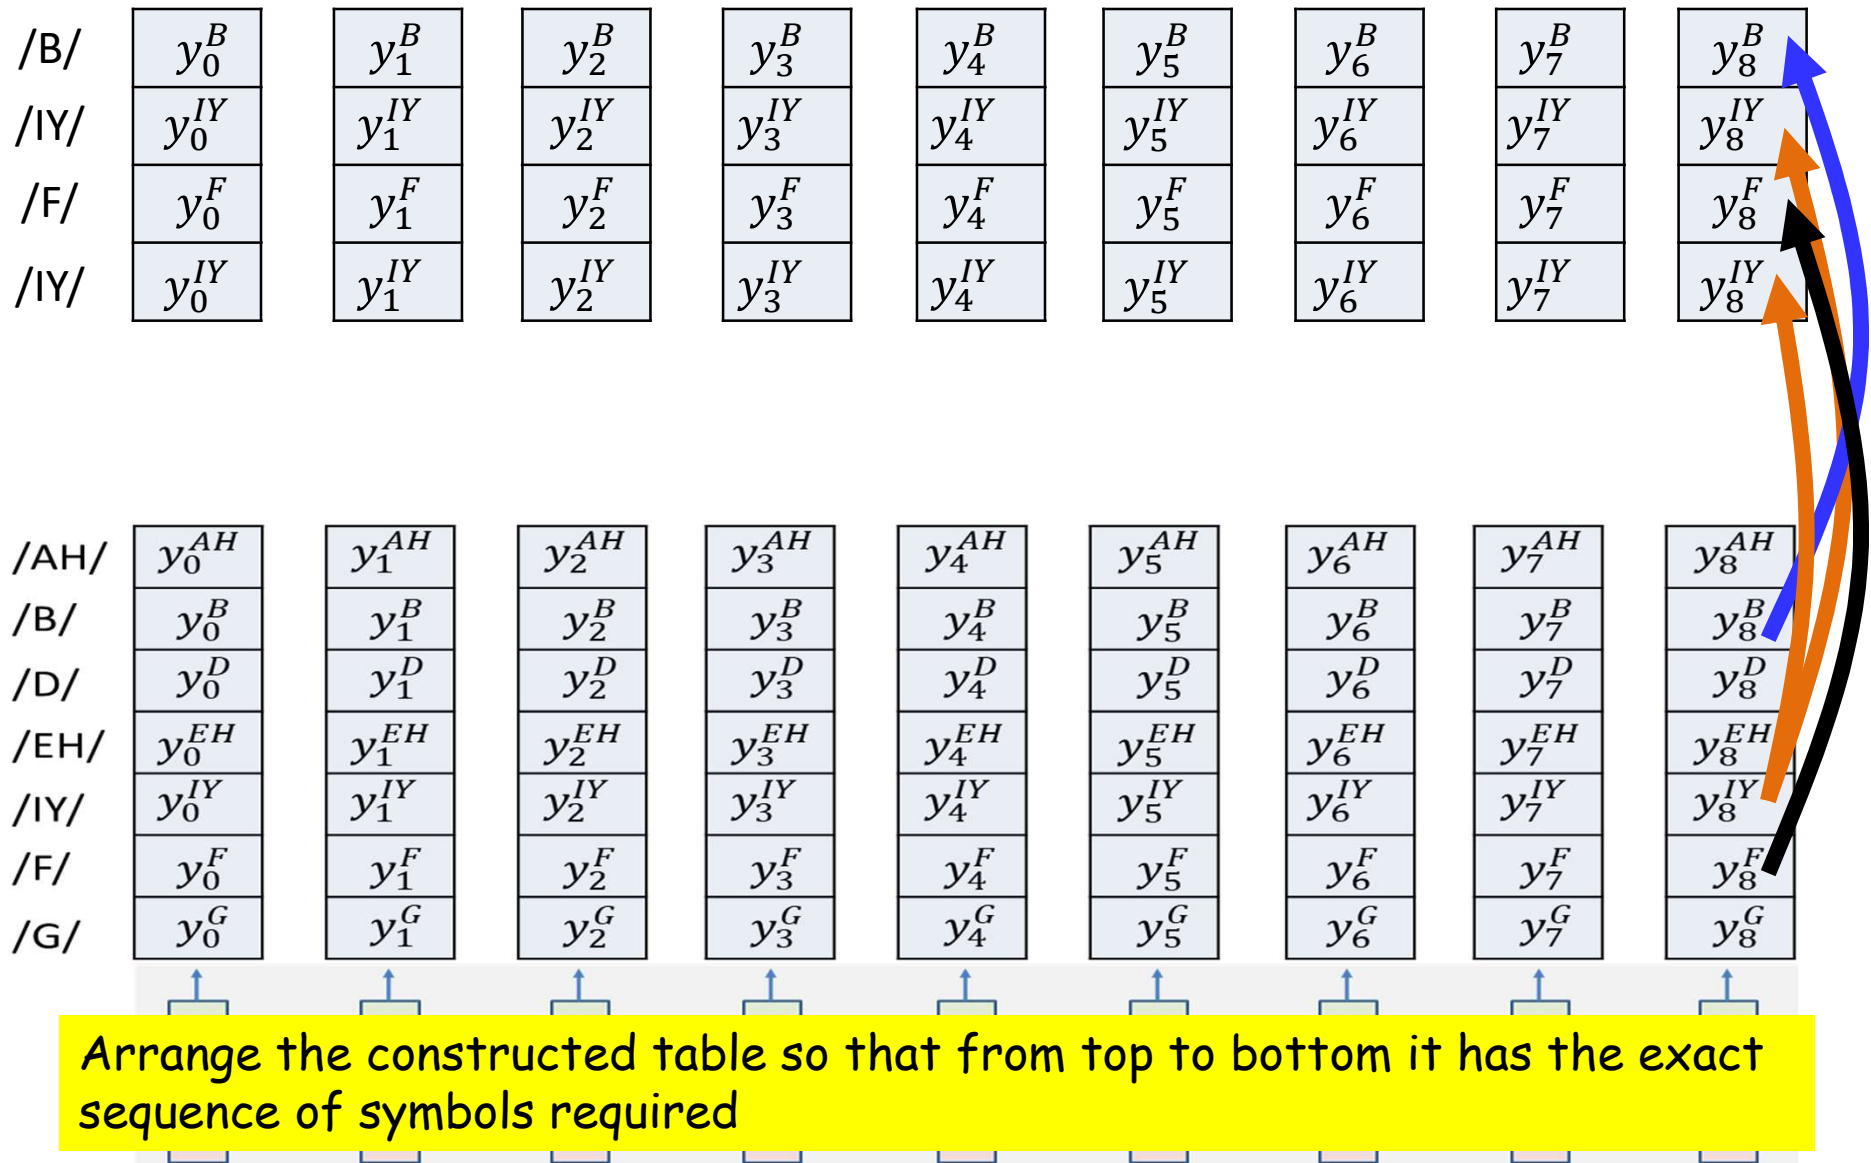 /B/ y_0^B y_1^B y_2^B y_3^B y_4^B y_5^B y_6^B y_7^B y_8^B
/IY/ y_0^{IY} y_1^{IY} y_2^{IY} y_3^{IY} y_4^{IY} y_5^{IY} y_6^{IY} y_7^{IY} y_8^{IY}
/F/ y_0^F y_1^F y_2^F y_3^F y_4^F y_5^F y_6^F y_7^F y_8^F
/IY/ y_0^{IY} y_1^{IY} y_2^{IY} y_3^{IY} y_4^{IY} y_5^{IY} y_6^{IY} y_7^{IY} y_8^{IY}
/AH/ y_0^{AH} y_1^{AH} y_2^{AH} y_3^{AH} y_4^{AH} y_5^{AH} y_6^{AH} y_7^{AH} y_8^{AH}
/B/ y_0^B y_1^B y_2^B y_3^B y_4^B y_5^B y_6^B y_7^B y_8^B
/D/ y_0^D y_1^D y_2^D y_3^D y_4^D y_5^D y_6^D y_7^D y_8^D
/EH/ y_0^{EH} y_1^{EH} y_2^{EH} y_3^{EH} y_4^{EH} y_5^{EH} y_6^{EH} y_7^{EH} y_8^{EH}
/IY/ y_0^{IY} y_1^{IY} y_2^{IY} y_3^{IY} y_4^{IY} y_5^{IY} y_6^{IY} y_7^{IY} y_8^{IY}
/F/ y_0^F y_1^F y_2^F y_3^F y_4^F y_5^F y_6^F y_7^F y_8^F
/G/ y_0^G y_1^G y_2^G y_3^G y_4^G y_5^G y_6^G y_7^G y_8^G
Arrange the constructed table so that from top to bottom it has the exact
sequence of symbols required